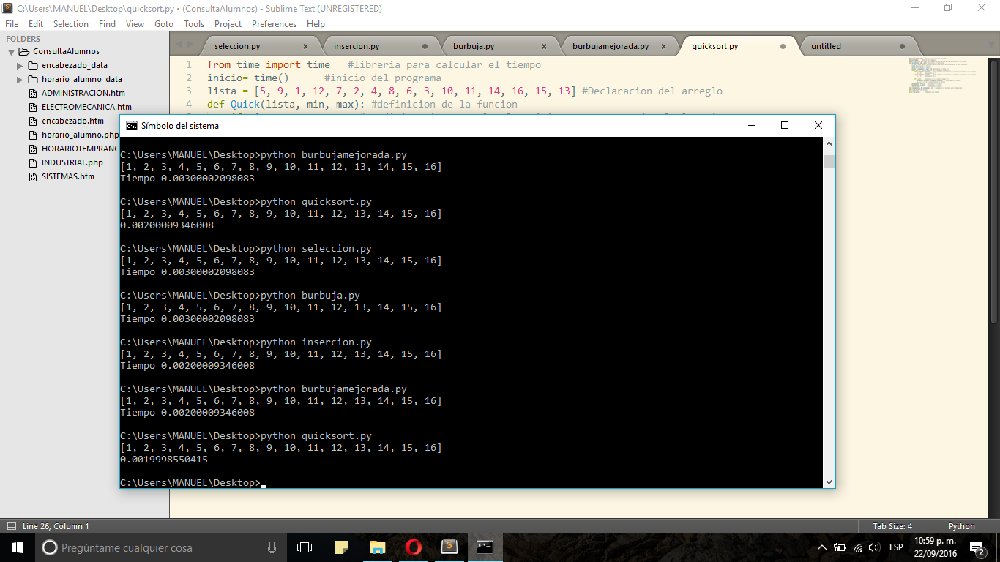 C:\Users\MANUEL\Desktop\quicksort.py • (ConsultaAlumnos) - Sublime Text (UNREGISTERED)
File Edit Selection Find View Goto Tools Project Preferences Help
FOLDERS
ConsultaAlumnos
encabezado_data
horario_alumno_data
ADMINISTRACION.htm
ELECTROMECANICA.htm
encabezado.htm
horario_alumno.php
HORARIOTEMPRANO
INDUSTRIAL.php
SISTEMAS.htm
seleccion.py insercion.py burbuja.py burbujamejorada.py quicksort.py untitled
1 from time import time #libreria para calcular el tiempo
2 inicio= time() #inicio del programa
3 lista = [5, 9, 1, 12, 7, 2, 4, 8, 6, 3, 10, 11, 14, 16, 15, 13] #Declaracion del arreglo
4 def Quick(lista, min, max): #definicion de la funcion
Símbolo del sistema
C:\Users\MANUEL\Desktop>python burbujamejorada.py
[1, 2, 3, 4, 5, 6, 7, 8, 9, 10, 11, 12, 13, 14, 15, 16]
Tiempo 0.00300002098083
C:\Users\MANUEL\Desktop>python quicksort.py
[1, 2, 3, 4, 5, 6, 7, 8, 9, 10, 11, 12, 13, 14, 15, 16]
0.00200009346008
C:\Users\MANUEL\Desktop>python seleccion.py
[1, 2, 3, 4, 5, 6, 7, 8, 9, 10, 11, 12, 13, 14, 15, 16]
Tiempo 0.00300002098083
C:\Users\MANUEL\Desktop>python burbuja.py
[1, 2, 3, 4, 5, 6, 7, 8, 9, 10, 11, 12, 13, 14, 15, 16]
Tiempo 0.00300002098083
C:\Users\MANUEL\Desktop>python insercion.py
[1, 2, 3, 4, 5, 6, 7, 8, 9, 10, 11, 12, 13, 14, 15, 16]
Tiempo 0.00200009346008
C:\Users\MANUEL\Desktop>python burbujamejorada.py
[1, 2, 3, 4, 5, 6, 7, 8, 9, 10, 11, 12, 13, 14, 15, 16]
Tiempo 0.00200009346008
C:\Users\MANUEL\Desktop>python quicksort.py
[1, 2, 3, 4, 5, 6, 7, 8, 9, 10, 11, 12, 13, 14, 15, 16]
0.0019998550415
C:\Users\MANUEL\Desktop>
Line 26, Column 1 Tab Size: 4 Python
Pregúntame cualquier cosa
ESP
10:59 p. m.
22/09/2016
2